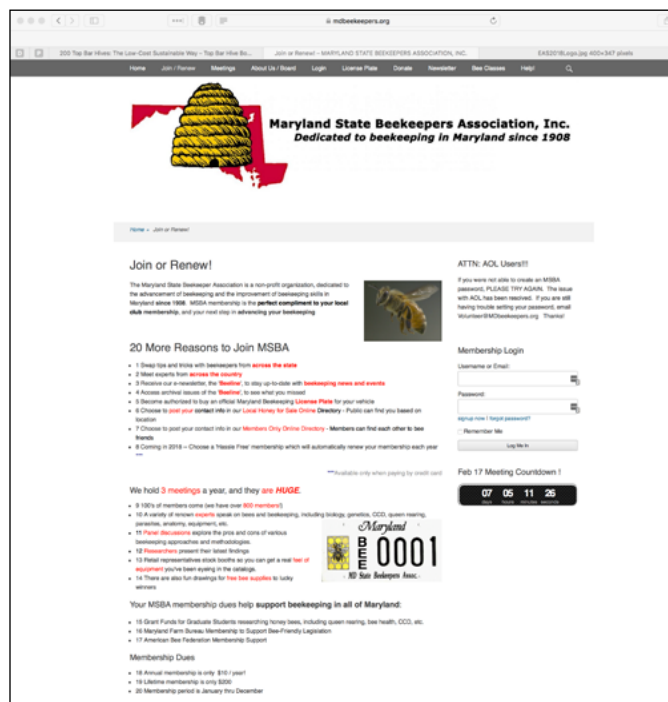 mdbeekeepers.org
200 Top Bar Hives: The Low-Cost Sustainable Way - Top Bar Hive Bo...
Join or Renew! – MARYLAND STATE BEEKEEPERS ASSOCIATION, INC.
EAS2018Logo.jpg 400×347 pixels
Home Join / Renew Meetings About Us / Board Login License Plate Donate Newsletter Bee Classes Help!
Maryland State Beekeepers Association, Inc.
Dedicated to beekeeping in Maryland since 1908
Home » Join or Renew!
Join or Renew!
The Maryland State Beekeeper Association is a non-profit organization, dedicated to
the advancement of beekeeping and the improvement of beekeeping skills in
Maryland since 1908. MSBA membership is the perfect compliment to your local
club membership, and your next step in advancing your beekeeping
20 More Reasons to Join MSBA
1 Swap tips and tricks with beekeepers from across the state
2 Meet experts from across the country
3 Receive our e-newsletter, the 'Beeline', to stay up-to-date with beekeeping news and events
4 Access archival issues of the 'Beeline', to see what you missed
5 Become authorized to buy an official Maryland Beekeeping License Plate for your vehicle
6 Choose to post your contact info in our Local Honey for Sale Online Directory - Public can find you based on
location
7 Choose to post your contact info in our Members Only Online Directory - Members can find each other to bee
friends
8 Coming in 2018 – Choose a 'Hassle Free' membership which will automatically renew your membership each year
***
***Available only when paying by credit card
We hold 3 meetings a year, and they are HUGE.
9 100's of members come (we have over 800 members!)
10 A variety of renown experts speak on bees and beekeeping, including biology, genetics, CCD, queen rearing,
parasites, anatomy, equipment, etc.
11 Panel discussions explore the pros and cons of various
beekeeping approaches and methodologies.
12 Researchers present their latest findings
13 Retail representatives stock booths so you can get a real feel of
equipment you've been eyeing in the catalogs.
14 There are also fun drawings for free bee supplies to lucky
winners
Maryland
BEE 0001
MD State Beekeepers Assoc.
Your MSBA membership dues help support beekeeping in all of Maryland:
15 Grant Funds for Graduate Students researching honey bees, including queen rearing, bee health, CCD, etc.
16 Maryland Farm Bureau Membership to Support Bee-Friendly Legislation
17 American Bee Federation Membership Support
Membership Dues
18 Annual membership is only $10 / year!
19 Lifetime membership is only $200
20 Membership period is January thru December
ATTN: AOL Users!!!
If you were not able to create an MSBA
password, PLEASE TRY AGAIN. The issue
with AOL has been resolved. If you are still
having trouble setting your password, email
Volunteer@MDbeekeepers.org Thanks!
Membership Login
Username or Email:
Password:
signup now | forgot password?
Remember Me
Log Me In
Feb 17 Meeting Countdown !
07 05 11 26
days hours minutes seconds